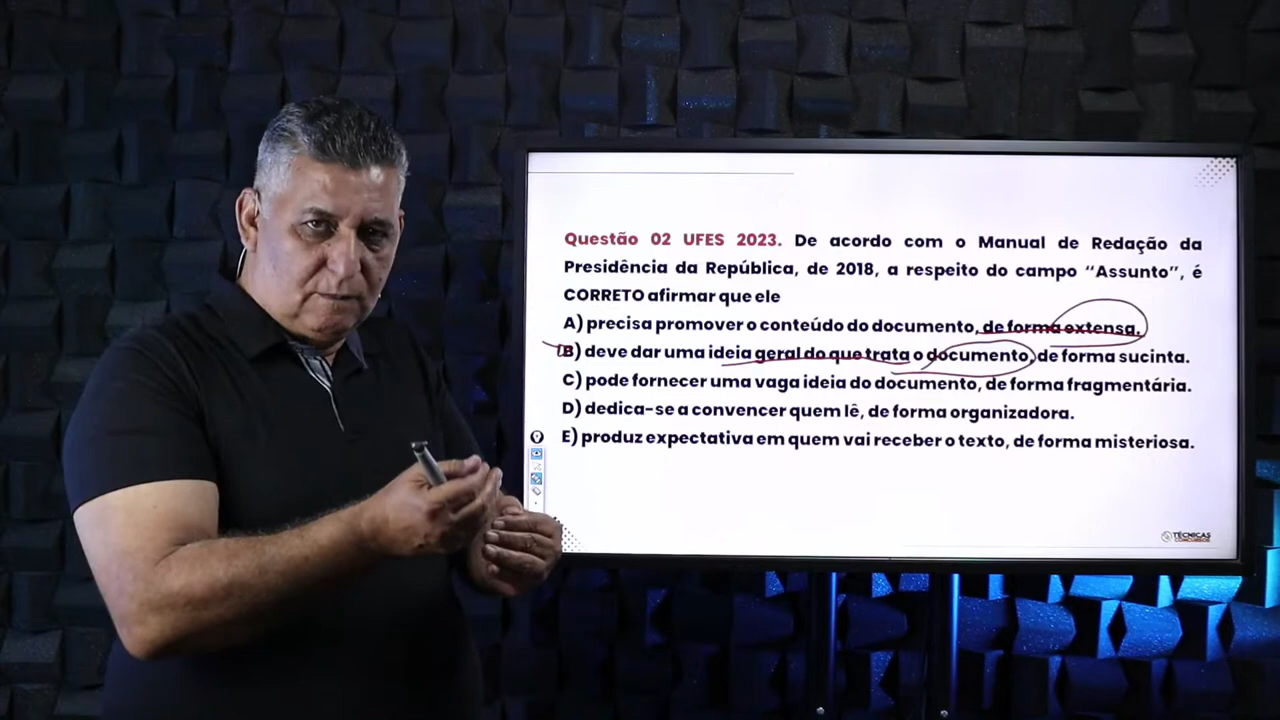 Questão 02 UFES 2023. De acordo com o Manual de Redação da
Presidência da República, de 2018, a respeito do campo “Assunto”, é
CORRETO afirmar que ele
A) precisa promover o conteúdo do documento, de forma extensa.
B) deve dar uma ideia geral do que trata o documento, de forma sucinta.
C) pode fornecer uma vaga ideia do documento, de forma fragmentária.
D) dedica-se a convencer quem lê, de forma organizadora.
E) produz expectativa em quem vai receber o texto, de forma misteriosa.
TÉCNICAS
CONCURSOS